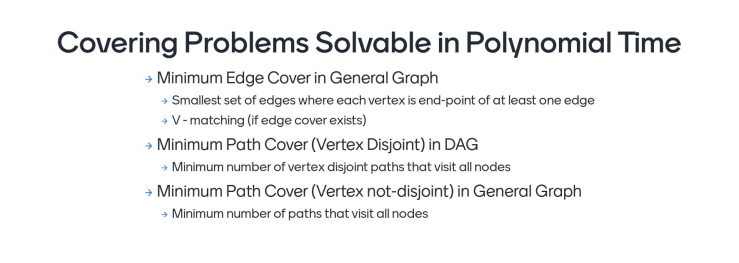 Covering Problems Solvable in Polynomial Time
→ Minimum Edge Cover in General Graph
→ Smallest set of edges where each vertex is end-point of at least one edge
→ V - matching (if edge cover exists)
→ Minimum Path Cover (Vertex Disjoint) in DAG
→ Minimum number of vertex disjoint paths that visit all nodes
→ Minimum Path Cover (Vertex not-disjoint) in General Graph
→ Minimum number of paths that visit all nodes